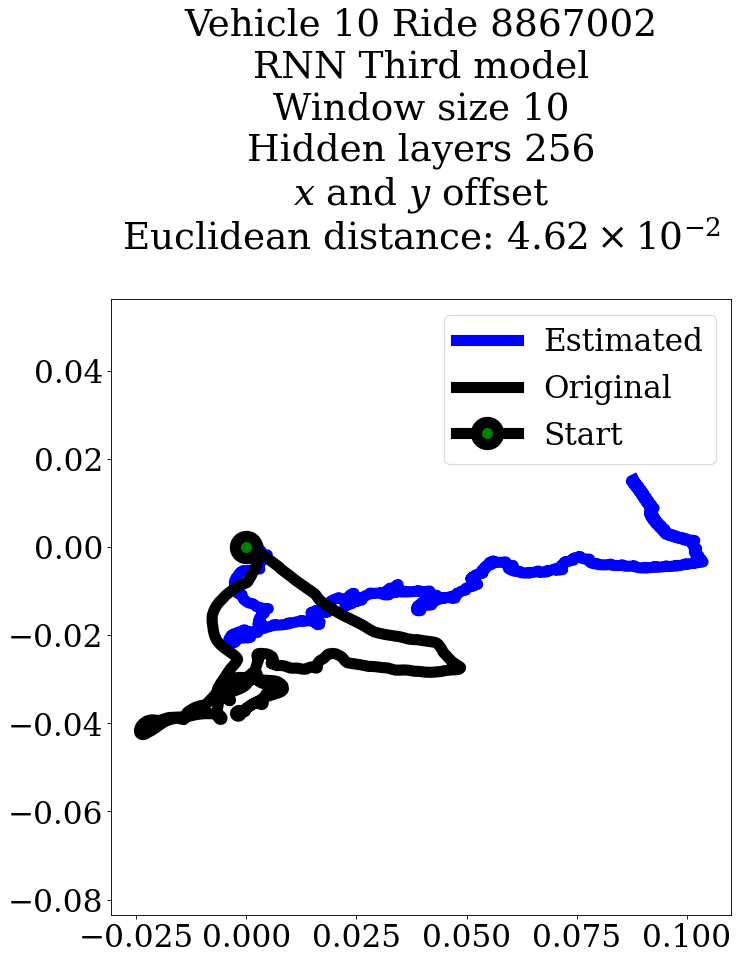 Vehicle 10 Ride 8867002
RNN Third model
Window size 10
Hidden layers 256
x and y offset
Euclidean distance: 4.62 × 10⁻²
Estimated
Original
Start
0.04
0.02
0.00
−0.02
−0.04
−0.06
−0.08
−0.025 0.000 0.025 0.050 0.075 0.100